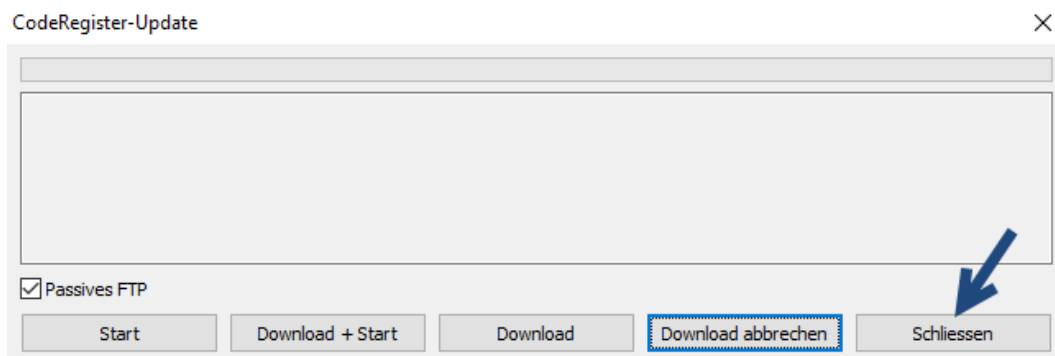 CodeRegister-Update
Passives FTP
Start Download + Start Download Download abbrechen Schliessen